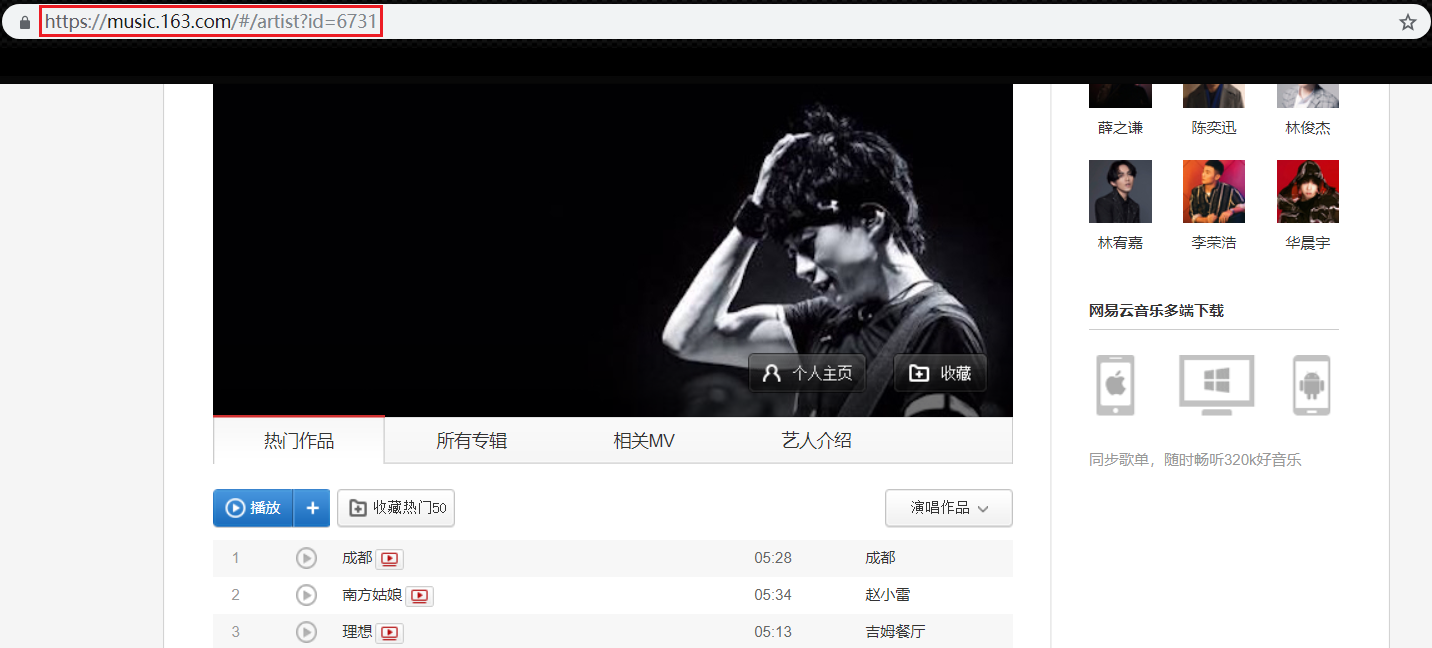 https://music.163.com/#/artist?id=6731
薛之谦 陈奕迅 林俊杰
林宥嘉 李荣浩 华晨宇
网易云音乐多端下载
同步歌单，随时畅听320k好音乐
个人主页 收藏
热门作品 所有专辑 相关MV 艺人介绍
播放 + 收藏热门50 演唱作品
1 成都 05:28 成都
2 南方姑娘 05:34 赵小雷
3 理想 05:13 吉姆餐厅